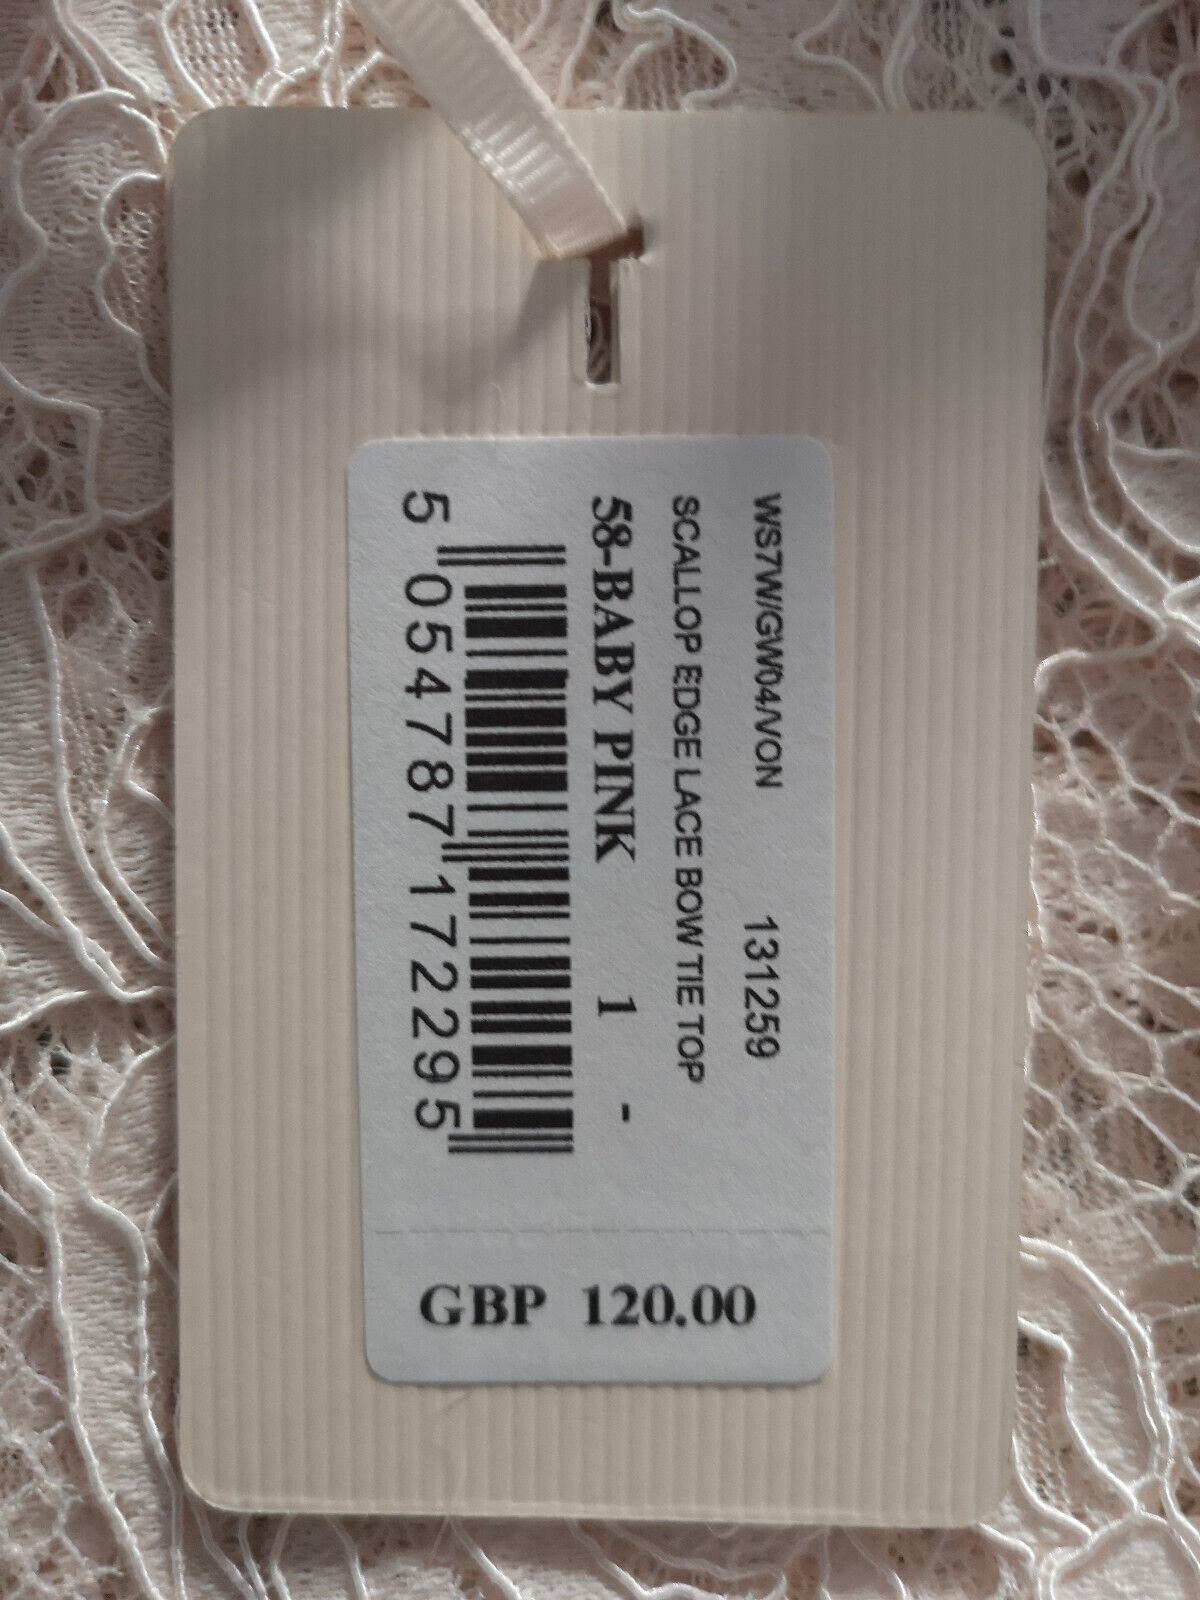 WS7W/GW04/VON 131259
SCALLOP EDGE LACE BOW TIE TOP
58-BABY PINK 1 -
5 054787 172295
GBP 120.00